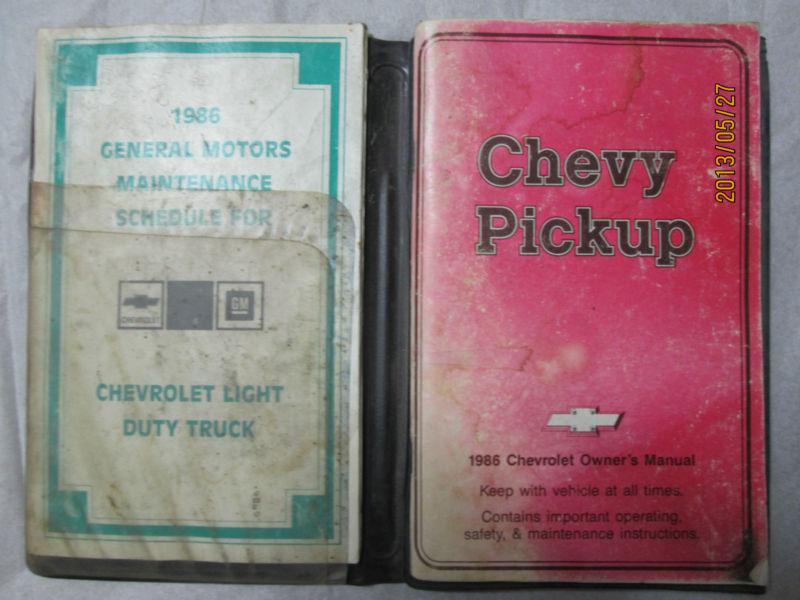 1986
GENERAL MOTORS
MAINTENANCE
SCHEDULE FOR
CHEVROLET
GM
CHEVROLET LIGHT
DUTY TRUCK
Chevy
Pickup
1986 Chevrolet Owner's Manual
Keep with vehicle at all times.
Contains important operating,
safety, & maintenance instructions.
2013/05/27